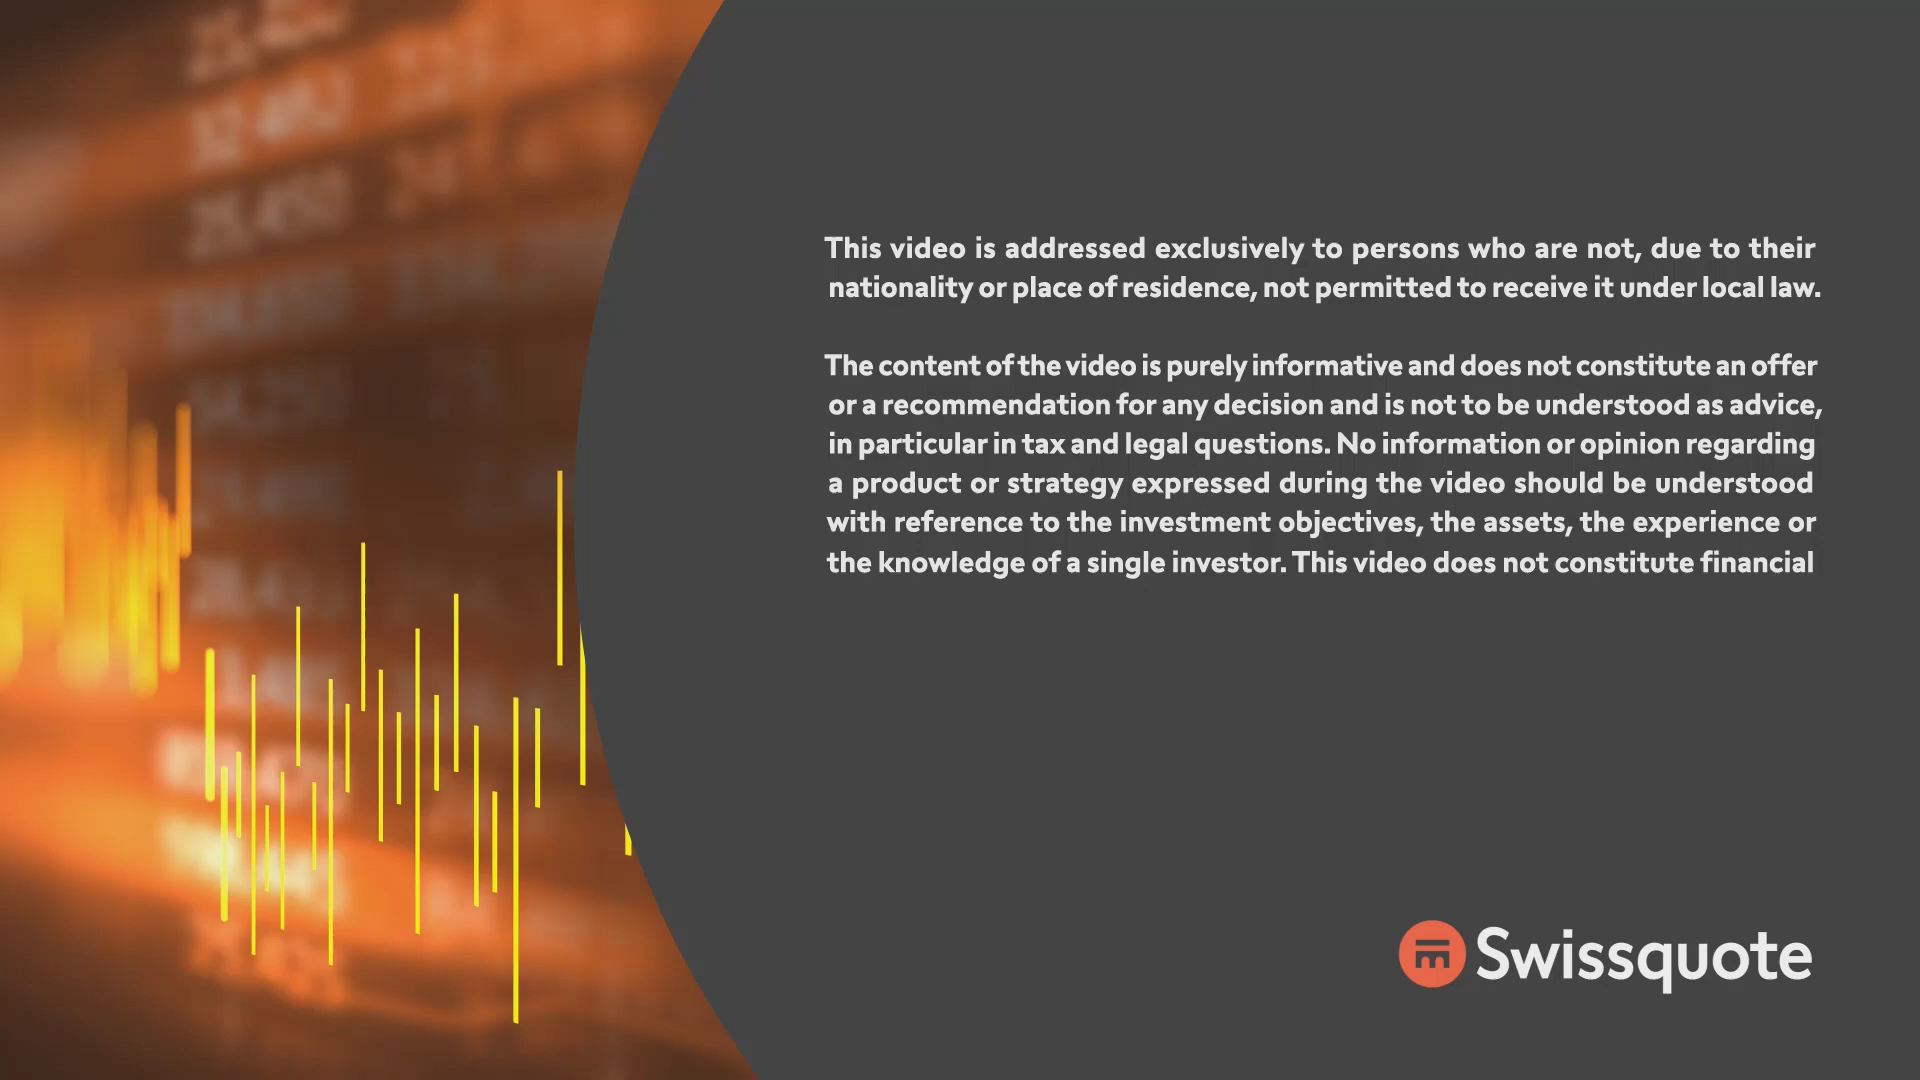 This video is addressed exclusively to persons who are not, due to their
nationality or place of residence, not permitted to receive it under local law.
The content of the video is purely informative and does not constitute an offer
or a recommendation for any decision and is not to be understood as advice,
in particular in tax and legal questions. No information or opinion regarding
a product or strategy expressed during the video should be understood
with reference to the investment objectives, the assets, the experience or
the knowledge of a single investor. This video does not constitute financial
Swissquote